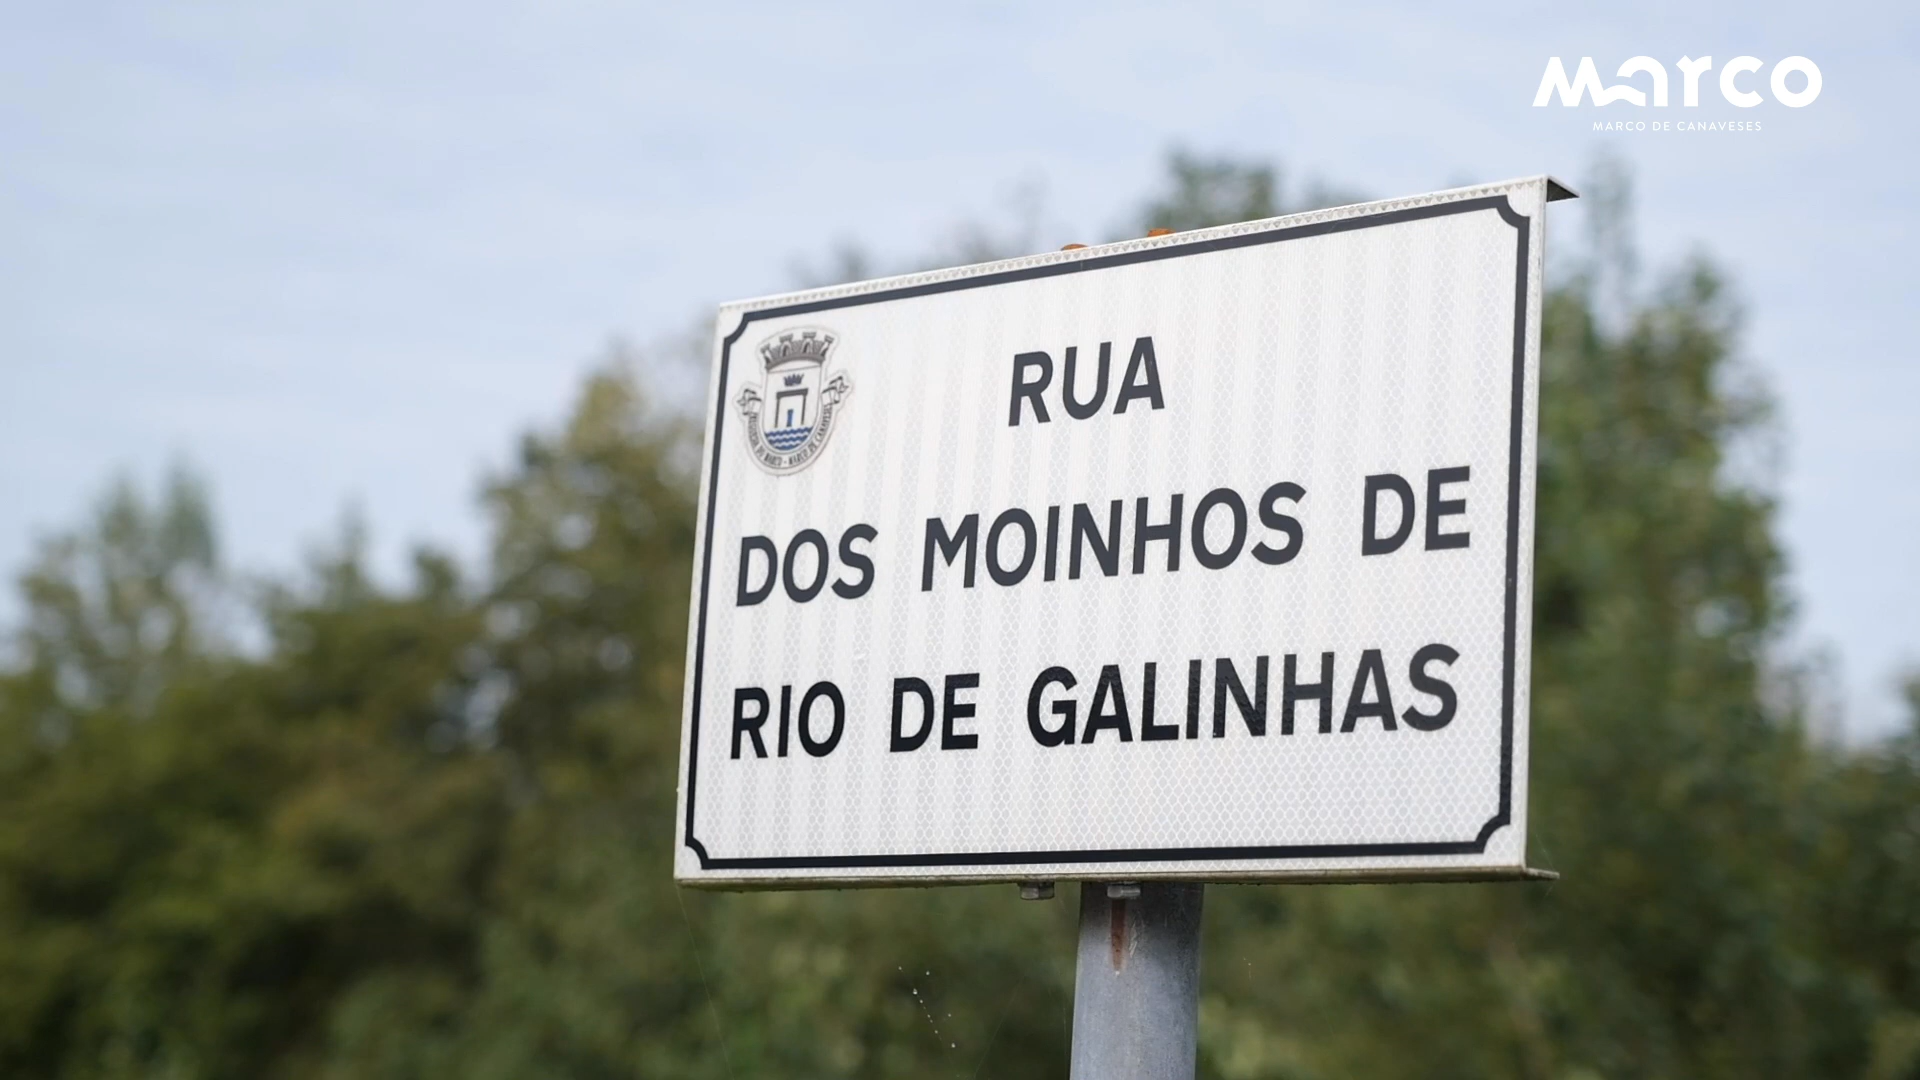 marco
MARCO DE CANAVESES
RUA
DOS MOINHOS DE
RIO DE GALINHAS